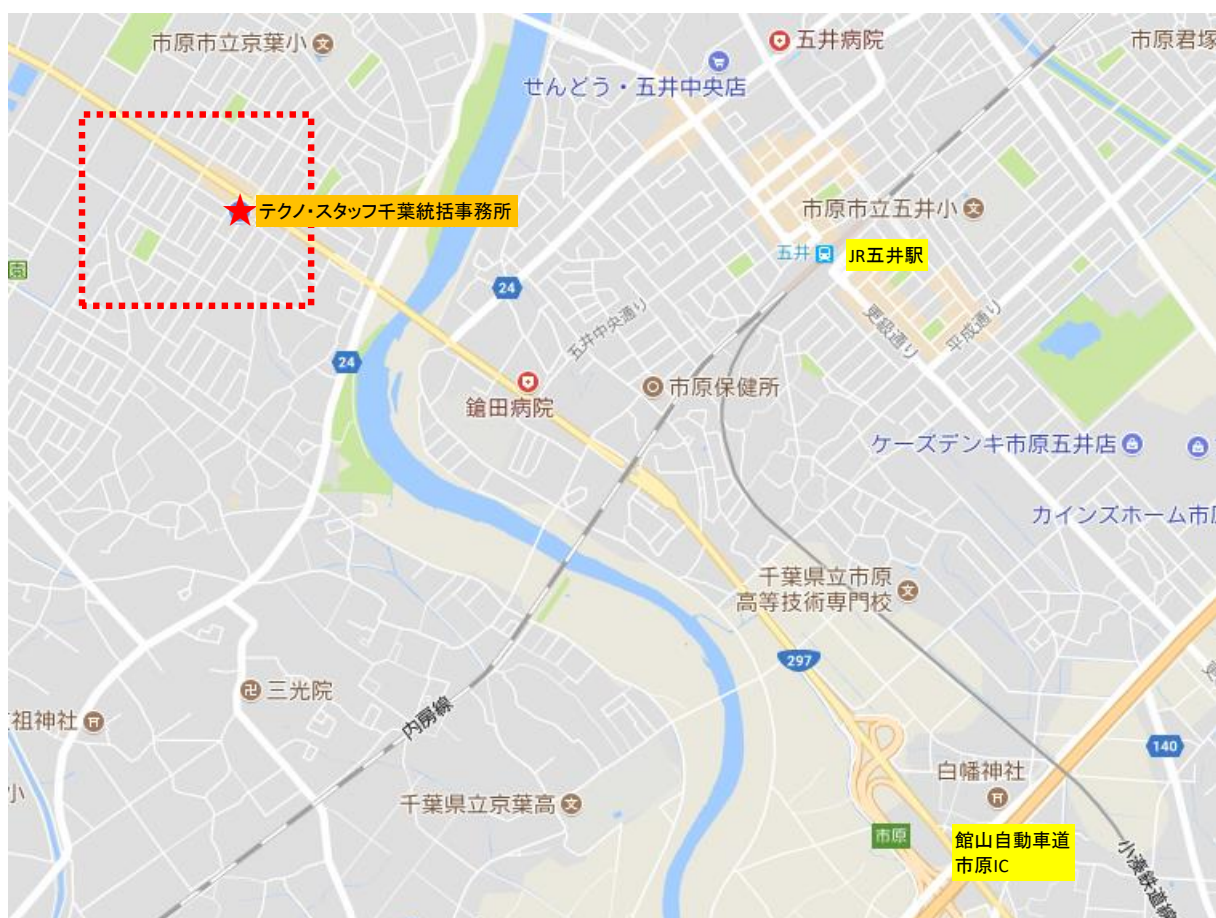 市原市立京葉小
五井病院
市原君塚
せんどう・五井中央店
テクノ・スタッフ千葉統括事務所
市原市立五井小
五井
JR五井駅
園
24
五井中央通り
更級通り
平成通り
24
鎗田病院
市原保健所
ケーズデンキ市原五井店
カインズホーム市原
千葉県立市原
高等技術専門校
297
卍
三光院
祖神社
内房線
140
白幡神社
小
千葉県立京葉高
市原
館山自動車道
市原IC
小湊鉄道線